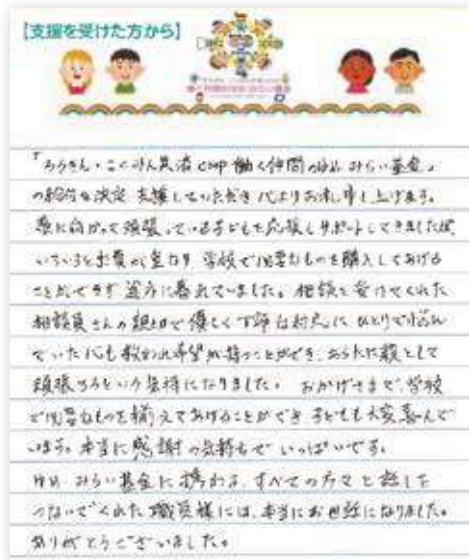 【支援を受けた方から】
「ろうきん・こくみん共済 coop 働く仲間のゆめ・みらい基金」
の給付を決定 支援していただき 心よりお礼申し上げます。
夢に向かって頑張っている子どもを応援しサポートしてきましたが、
いろいろと出費が重なり 学校で必要なものを購入してあげる
ことができず 途方に暮れていました。相談を受けてくれた
相談員さんの親切で優しく丁寧な対応に ひとりで悩ん
でいた心も救われ希望が持つことができ、あらたに親として
頑張ろうという気持になりました。 おかげさまで、学校
で必要なものを揃えてあげることができ 子どもも大変喜んで
います。本当に感謝の気持ちで いっぱいです。
ゆめ みらい基金に携わる、すべての方々と話しを
つないでくれた職員様には、本当にお世話になりました。
ありがとうございました。